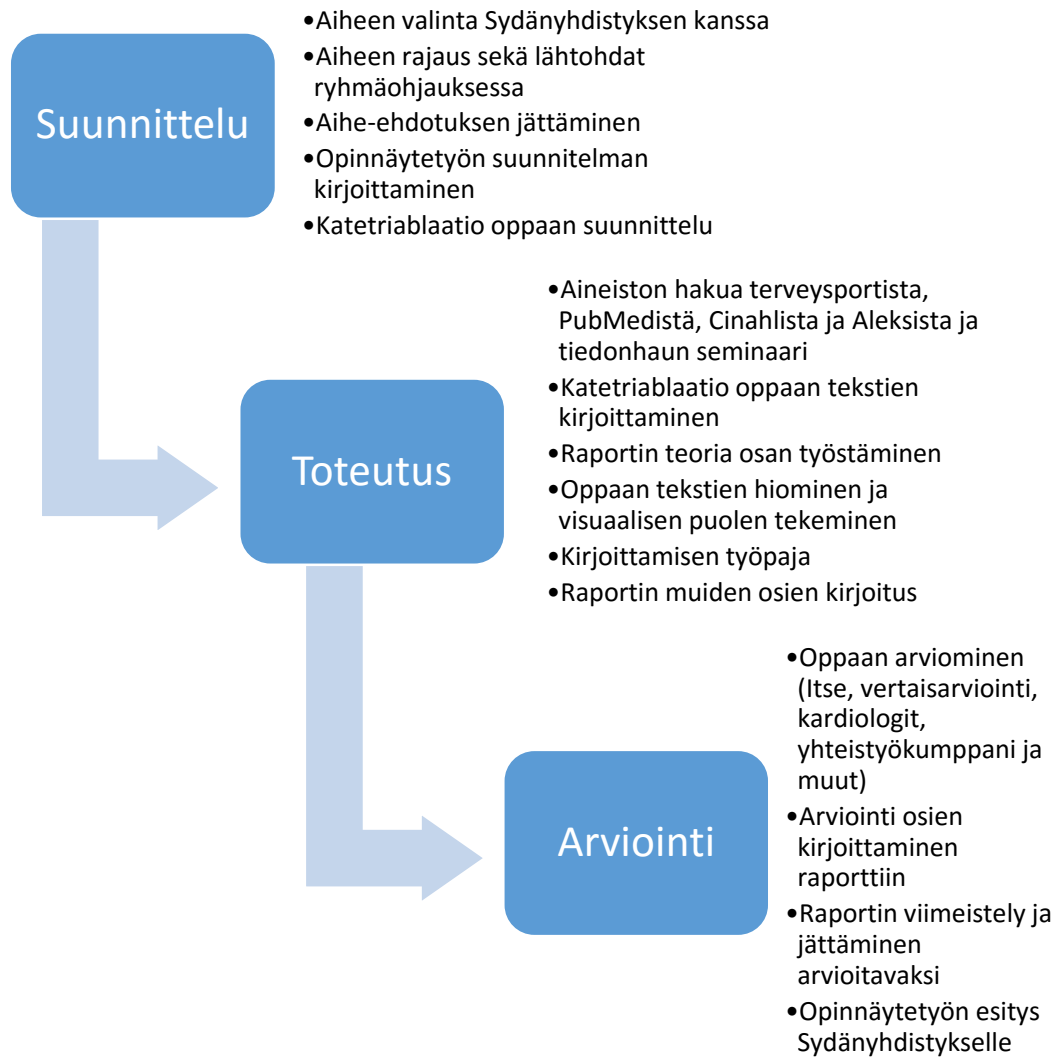 Suunnittelu
•Aiheen valinta Sydänyhdistyksen kanssa
•Aiheen rajaus sekä lähtohdat
ryhmäohjauksessa
•Aihe-ehdotuksen jättäminen
•Opinnäytetyön suunnitelman
kirjoittaminen
•Katetriablaatio oppaan suunnittelu
Toteutus
•Aineiston hakua terveysportista,
PubMedistä, Cinahlista ja Aleksista ja
tiedonhaun seminaari
•Katetriablaatio oppaan tekstien
kirjoittaminen
•Raportin teoria osan työstäminen
•Oppaan tekstien hiominen ja
visuaalisen puolen tekeminen
•Kirjoittamisen työpaja
•Raportin muiden osien kirjoitus
Arviointi
•Oppaan arviominen
(Itse, vertaisarviointi,
kardiologit,
yhteistyökumppani ja
muut)
•Arviointi osien
kirjoittaminen
raporttiin
•Raportin viimeistely ja
jättäminen
arvioitavaksi
•Opinnäytetyön esitys
Sydänyhdistykselle